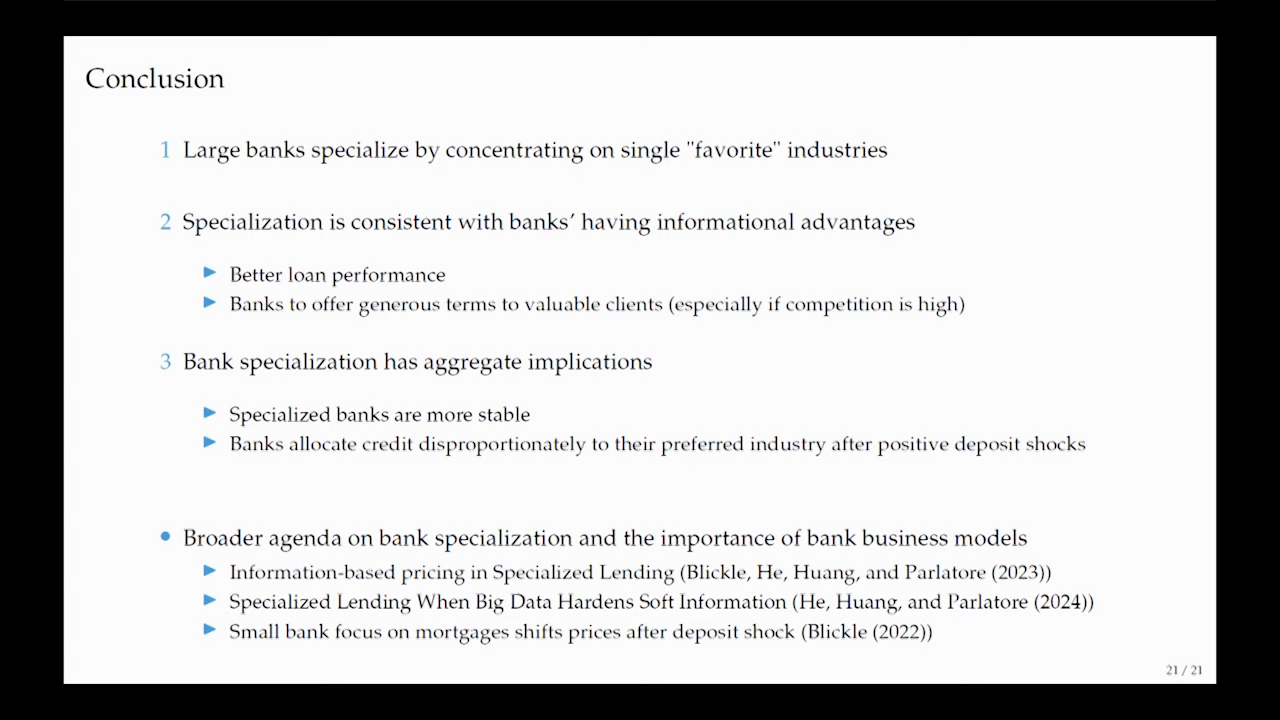 Conclusion
1 Large banks specialize by concentrating on single "favorite" industries
2 Specialization is consistent with banks’ having informational advantages
▶ Better loan performance
▶ Banks to offer generous terms to valuable clients (especially if competition is high)
3 Bank specialization has aggregate implications
▶ Specialized banks are more stable
▶ Banks allocate credit disproportionately to their preferred industry after positive deposit shocks
• Broader agenda on bank specialization and the importance of bank business models
▶ Information-based pricing in Specialized Lending (Blickle, He, Huang, and Parlatore (2023))
▶ Specialized Lending When Big Data Hardens Soft Information (He, Huang, and Parlatore (2024))
▶ Small bank focus on mortgages shifts prices after deposit shock (Blickle (2022))
21 / 21